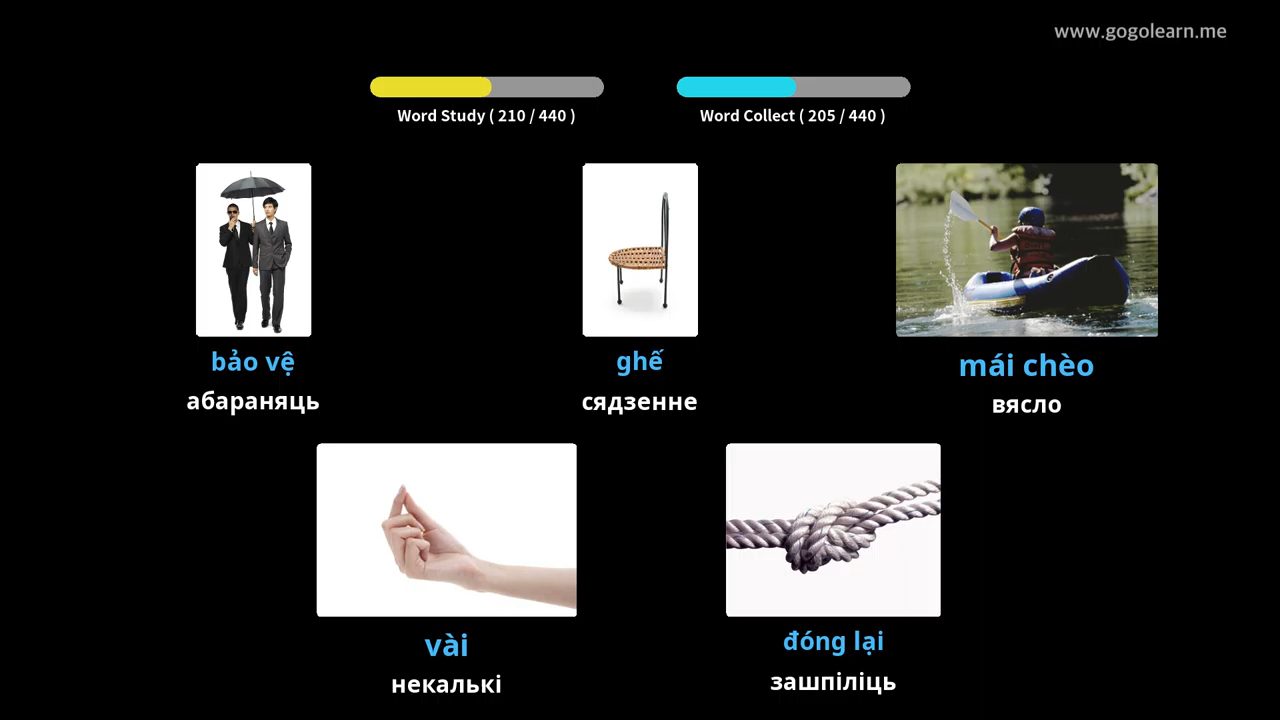 www.gogolearn.me
Word Study ( 210 / 440 )
Word Collect ( 205 / 440 )
bảo vệ
абараняць
ghế
сядзенне
mái chèo
вясло
vài
некалькі
đóng lại
зашпіліць